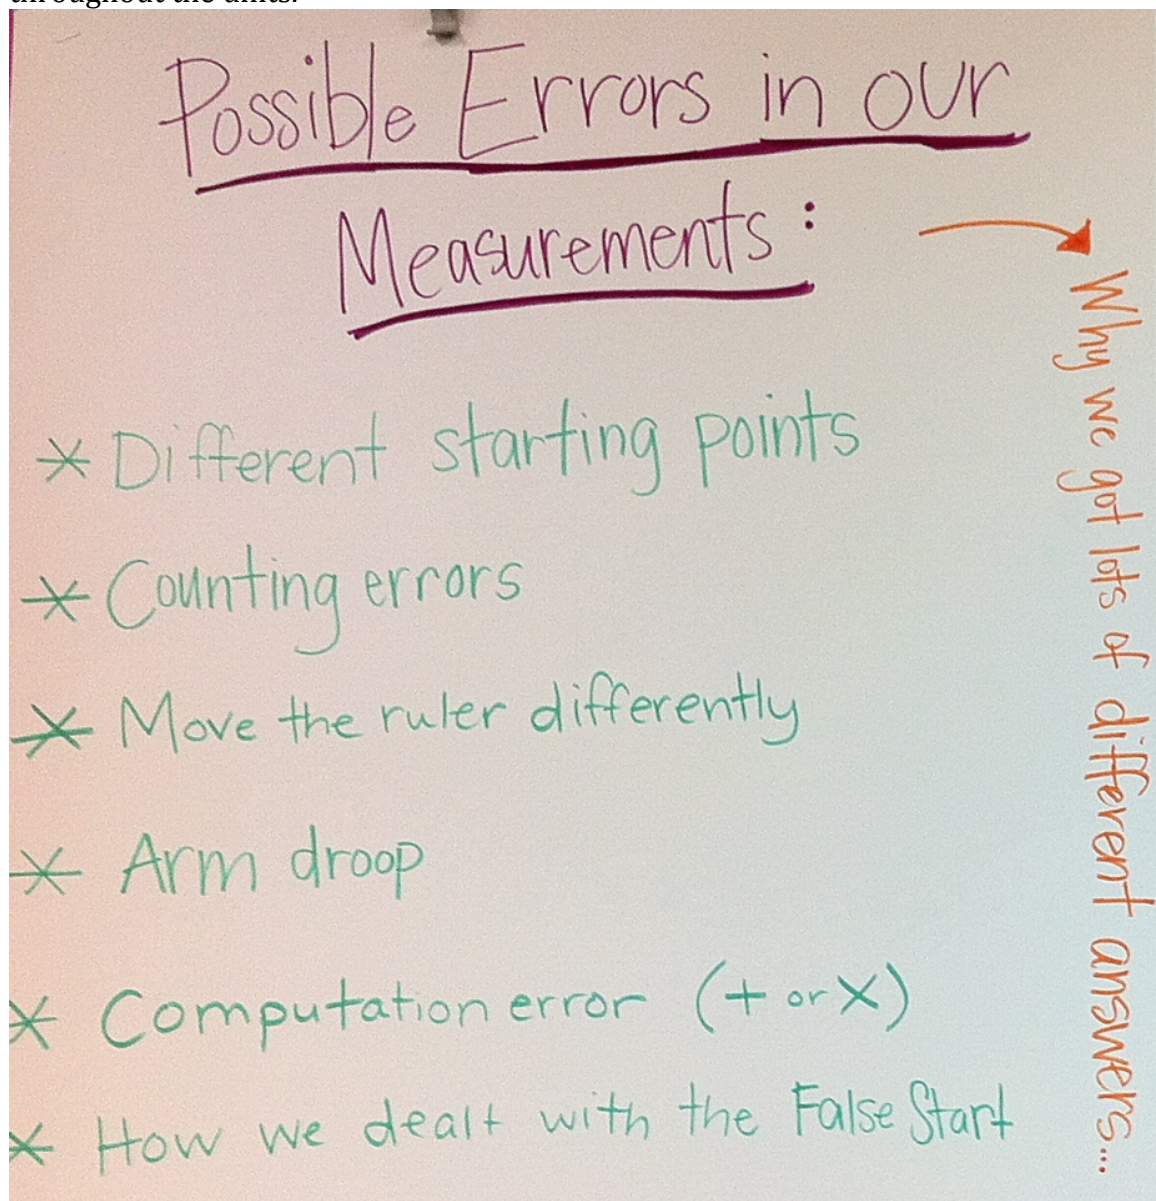 throughout the units.
Possible Errors in our
Measurements:
Why we got lots of different answers...
* Different starting points
* Counting errors
* Move the ruler differently
* Arm droop
* Computation error (+ or X)
* How we dealt with the False Start